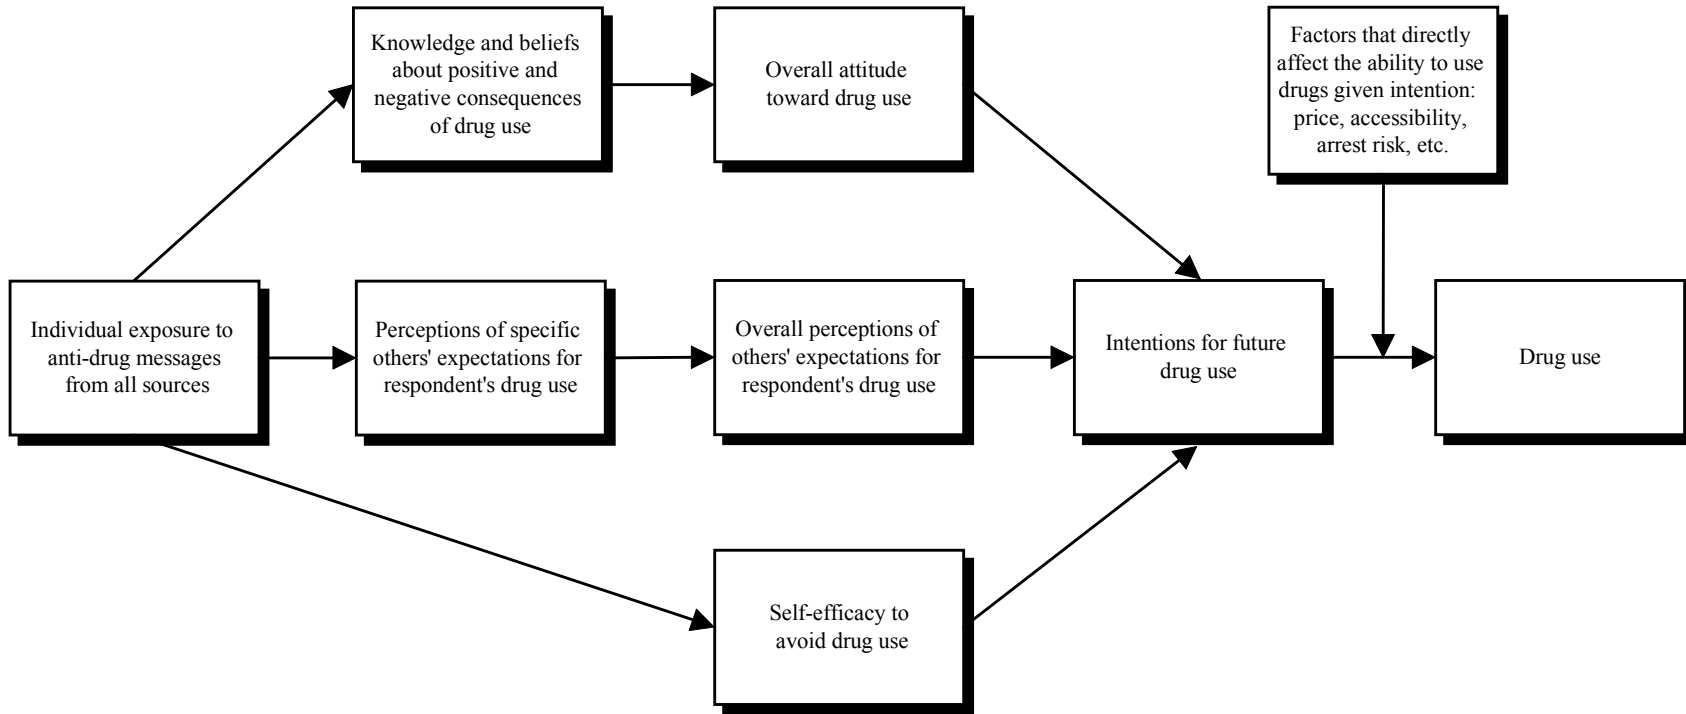 Knowledge and beliefs
about positive and
negative consequences
of drug use
Overall attitude
toward drug use
Factors that directly
affect the ability to use
drugs given intention:
price, accessibility,
arrest risk, etc.
Individual exposure to
anti-drug messages
from all sources
Perceptions of specific
others' expectations for
respondent's drug use
Overall perceptions of
others' expectations for
respondent's drug use
Intentions for future
drug use
Drug use
Self-efficacy to
avoid drug use